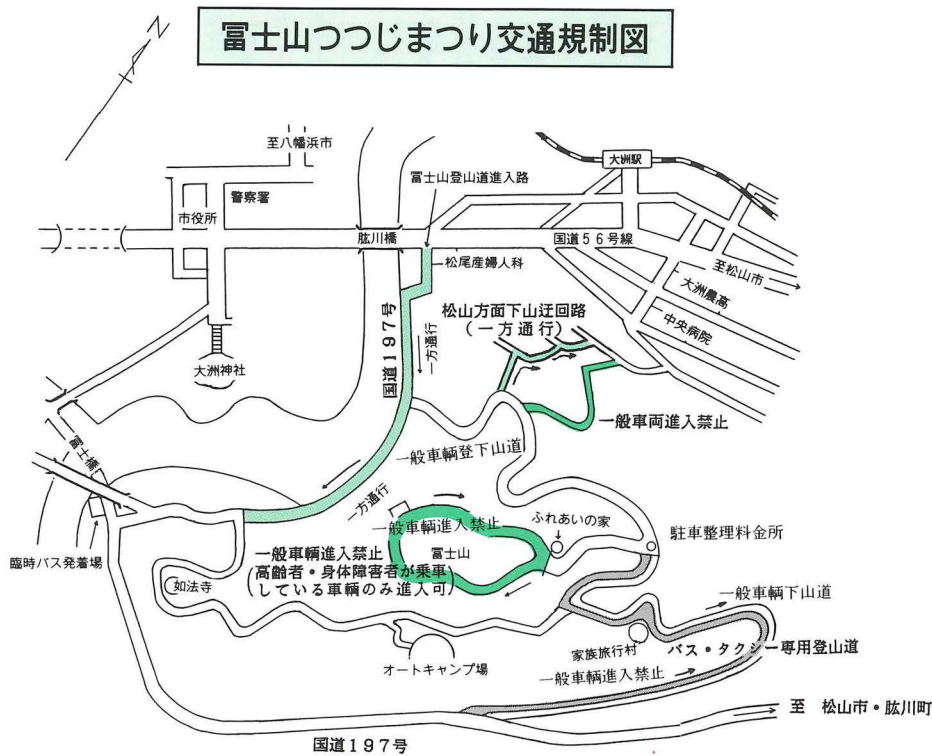 冨士山つつじまつり交通規制図
N
至八幡浜市
大洲駅
警察署
冨士山登山道進入路
市役所
肱川橋
国道56号線
松尾産婦人科
至松山市
大洲農高
中央病院
松山方面下山迂回路
(一方通行)
国道197号
一方通行
大洲神社
一般車両進入禁止
冨士橋
一般車輌登下山道
一方通行
一般車輌進入禁止
ふれあいの家
駐車整理料金所
冨士山
臨時バス発着場
一般車輌進入禁止
(高齢者・身体障害者が乗車
している車輌のみ進入可)
如法寺
一般車輌下山道
家族旅行村
バス・タクシー専用登山道
オートキャンプ場
一般車輌進入禁止
至 松山市・肱川町
国道197号